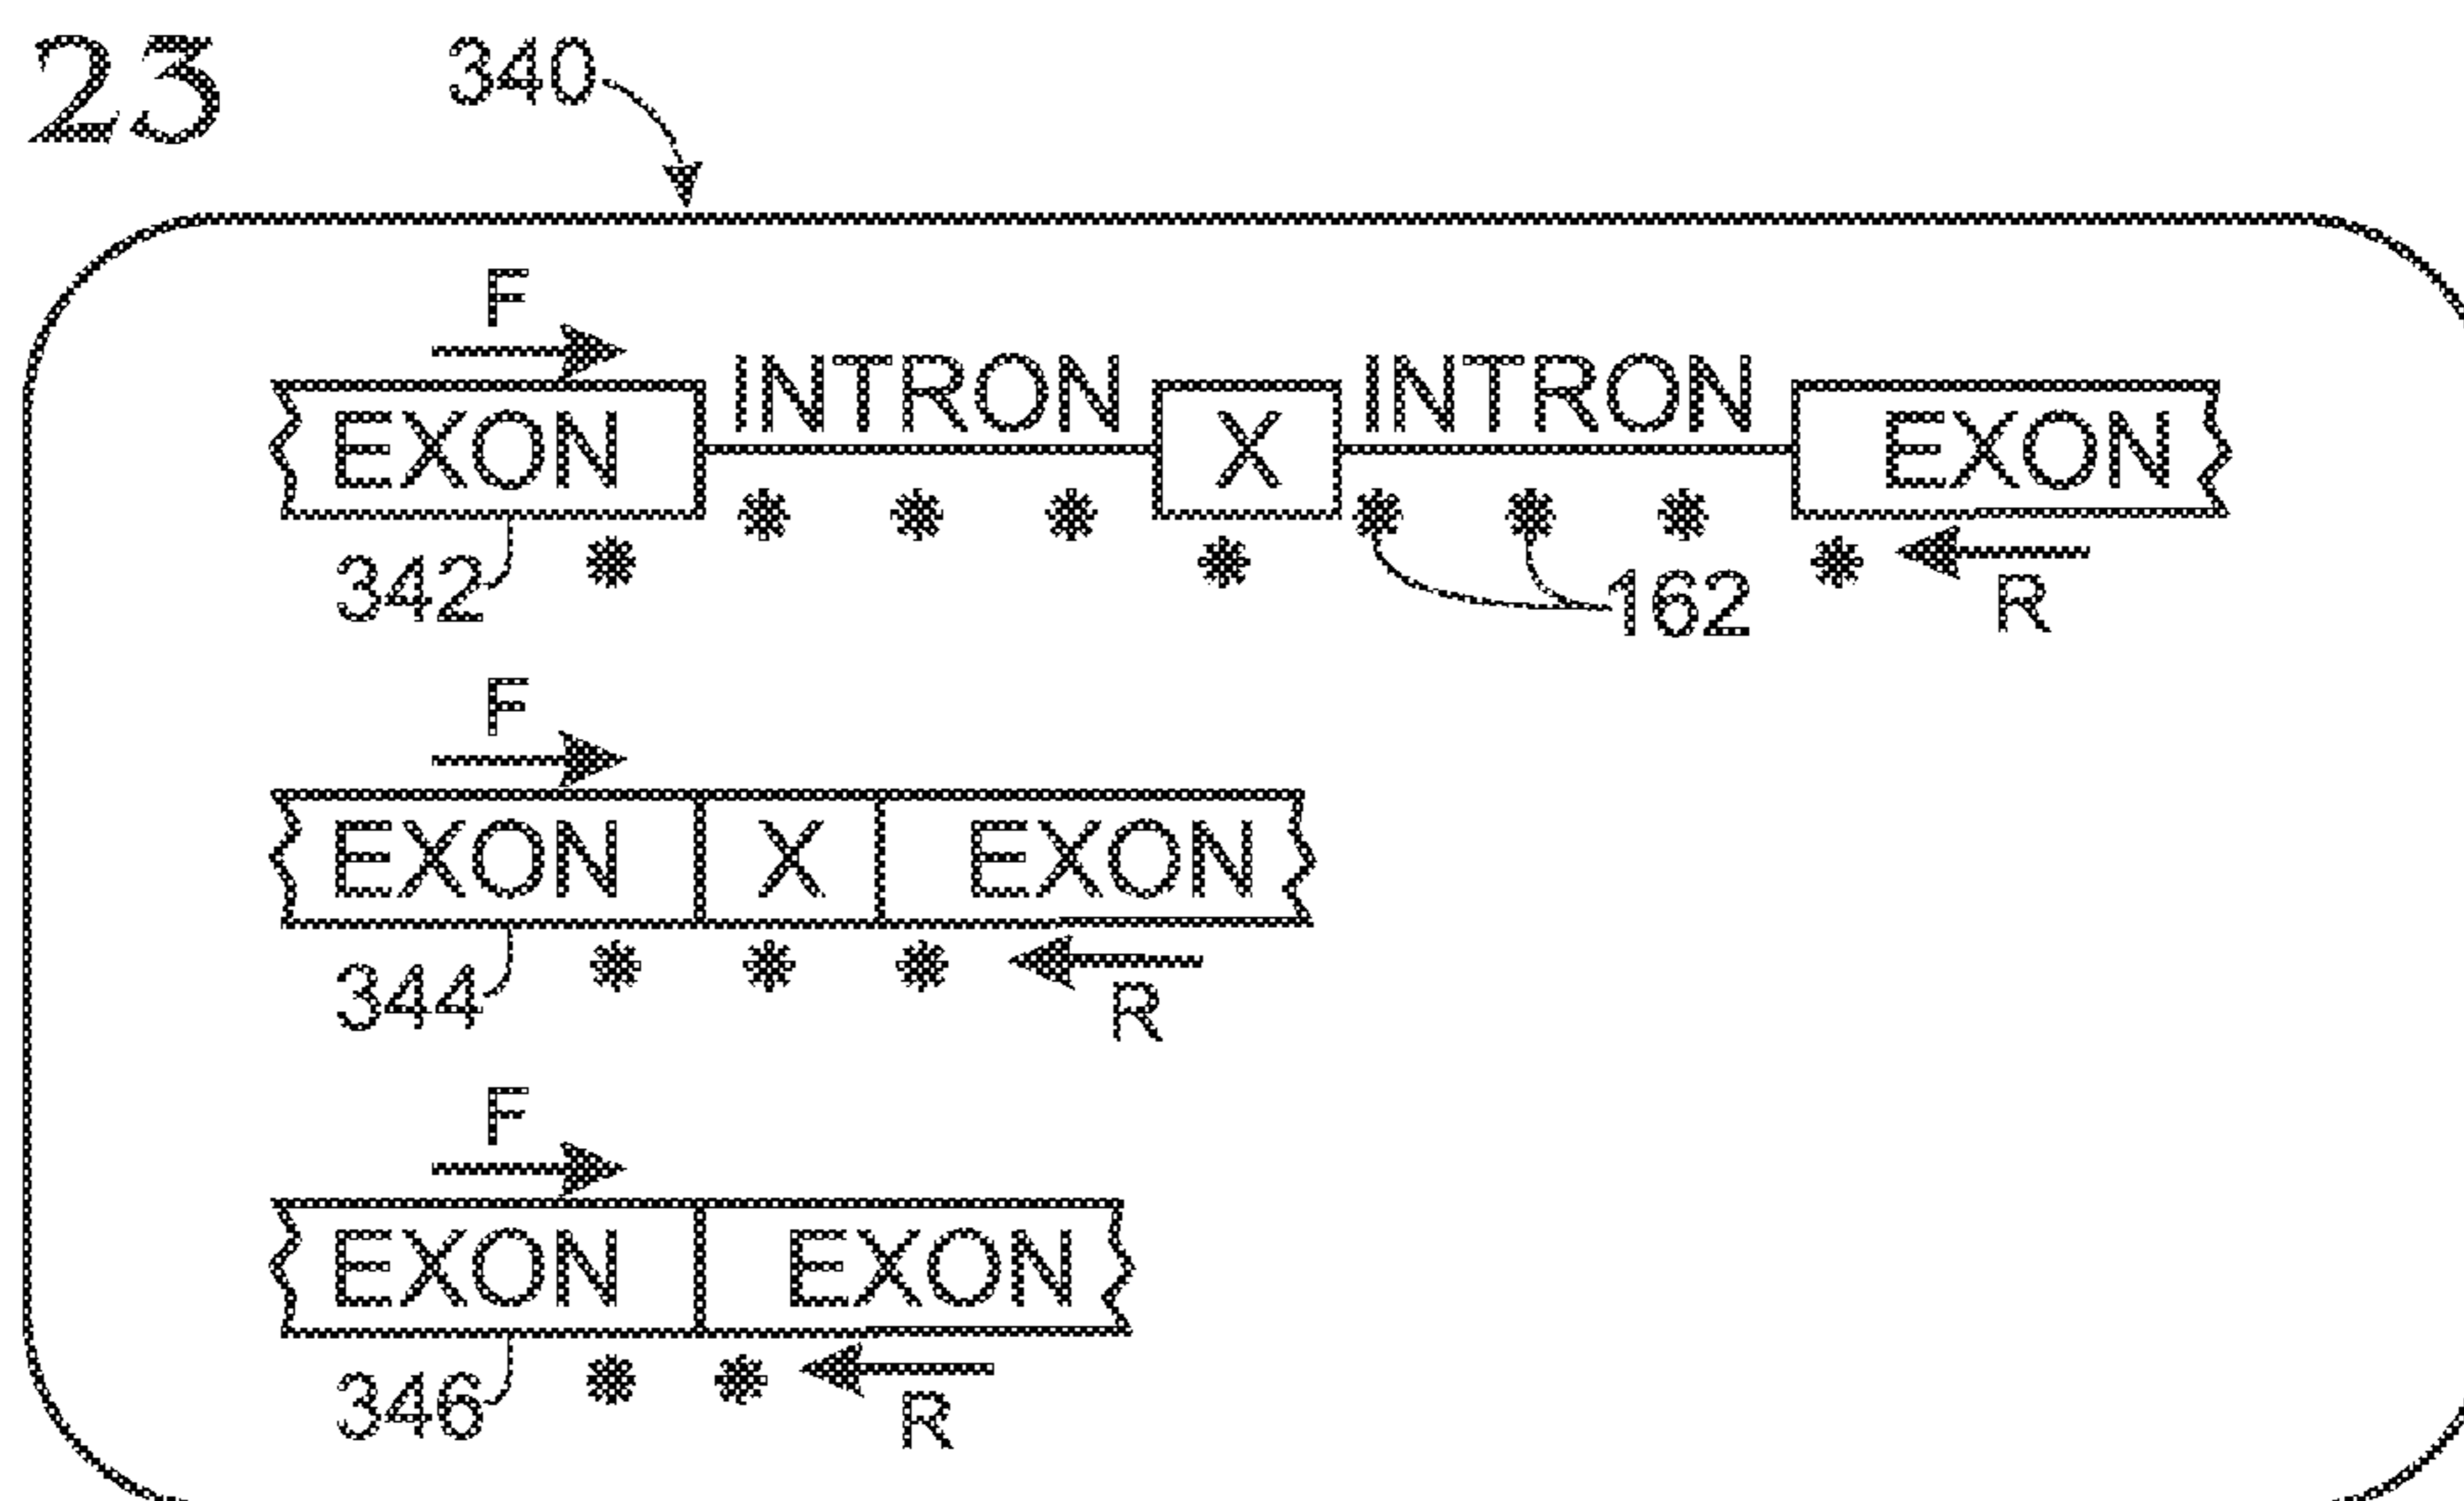 23
340
F
INTRON INTRON
EXON X EXON
342 162 R
F
EXON X EXON
344 R
F
EXON EXON
346 R